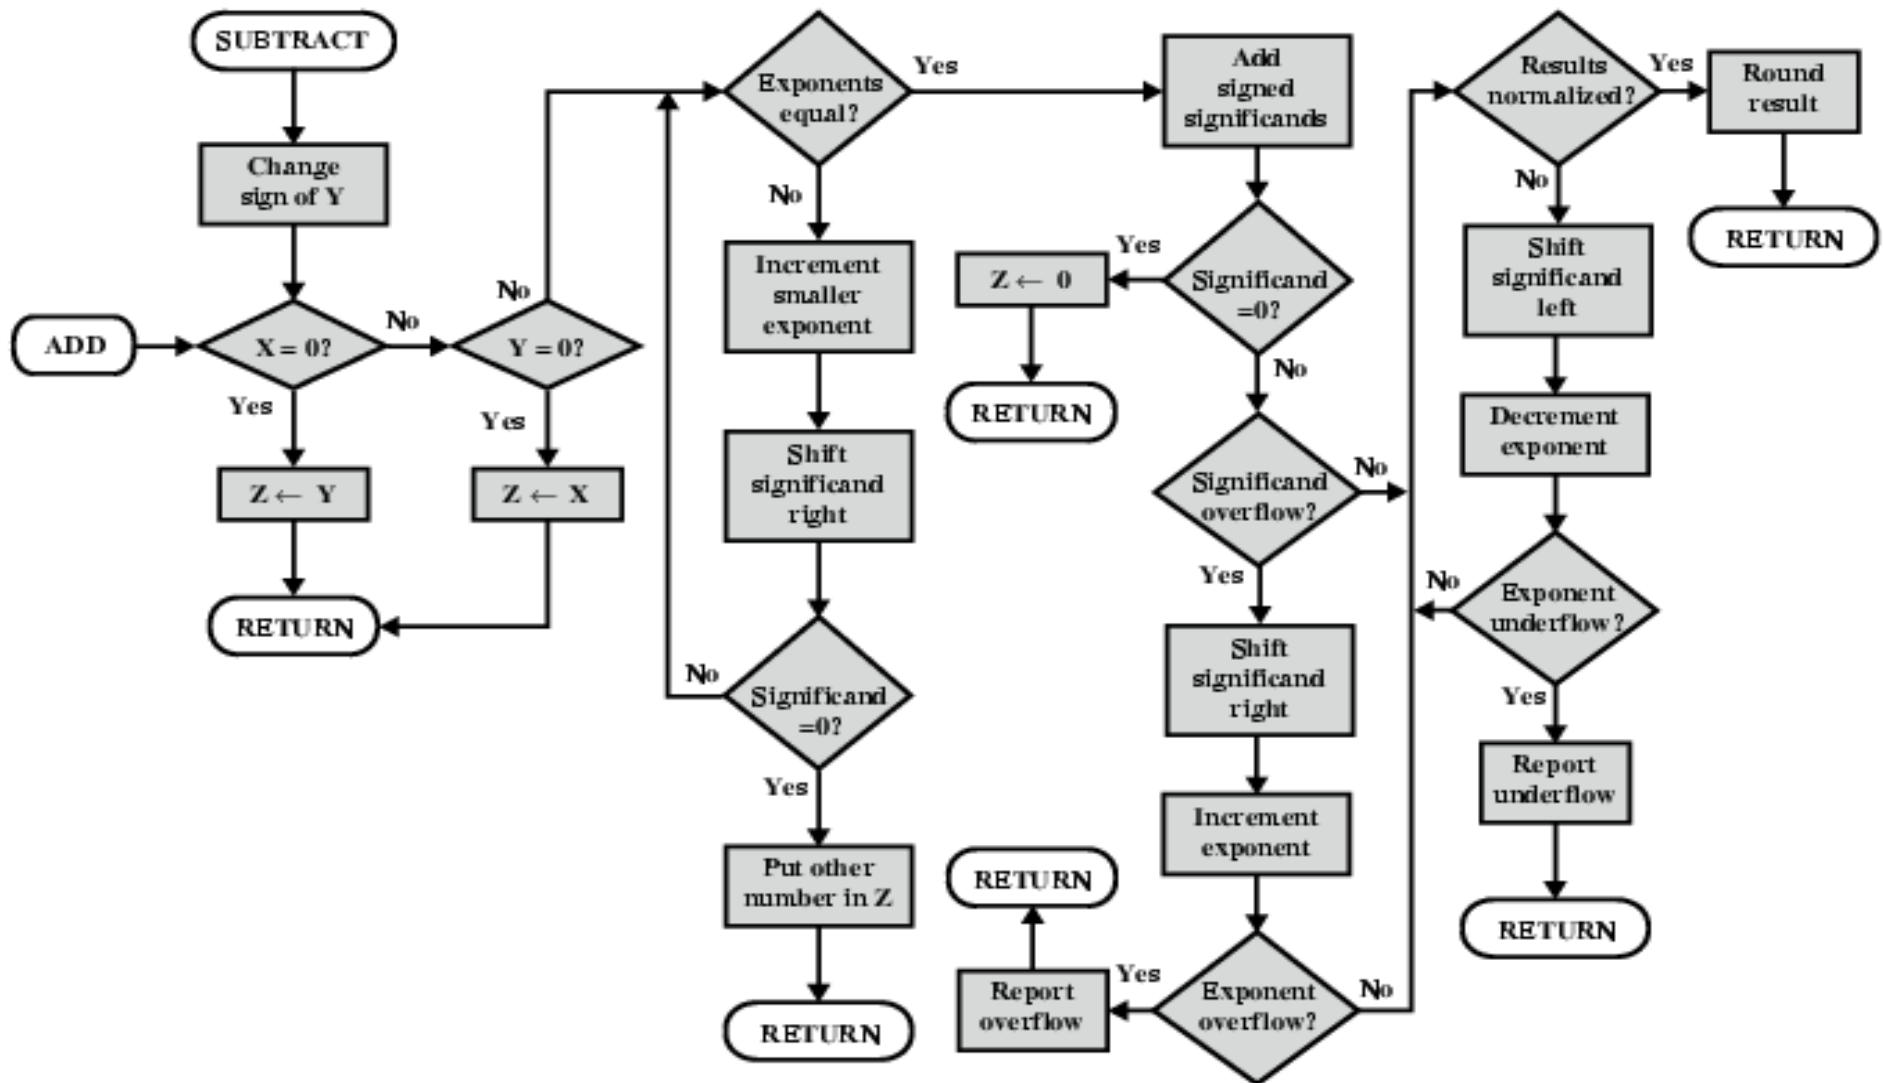 SUBTRACT
Change
sign of Y
ADD
X = 0?
No
Yes
Z ← Y
RETURN
Y = 0?
No
Yes
Z ← X
Exponents
equal?
Yes
No
Increment
smaller
exponent
Shift
significand
right
Significand
=0?
No
Yes
Put other
number in Z
RETURN
Add
signed
significands
Significand
=0?
Yes
Z ← 0
RETURN
No
Significand
overflow?
No
Yes
Shift
significand
right
Increment
exponent
Exponent
overflow?
Yes
Report
overflow
RETURN
No
Results
normalized?
Yes
Round
result
RETURN
No
Shift
significand
left
Decrement
exponent
Exponent
underflow?
No
Yes
Report
underflow
RETURN